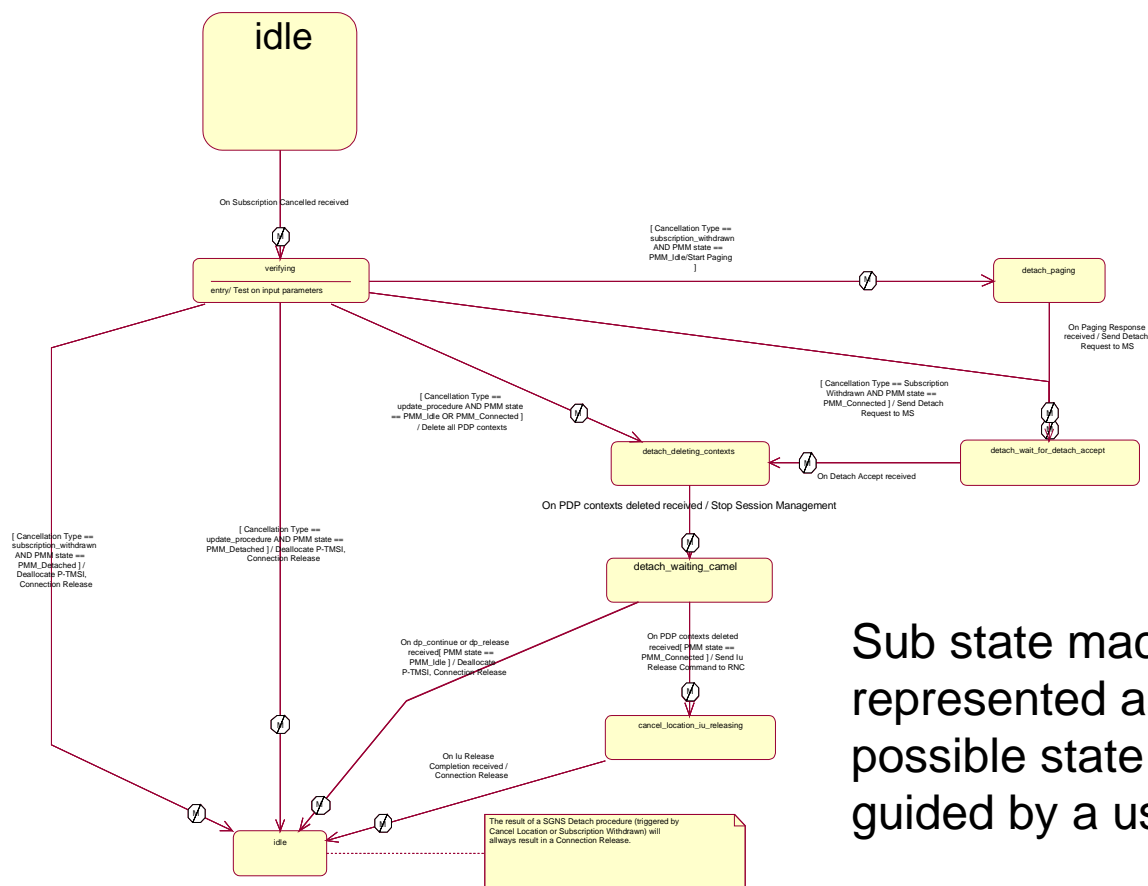 idle
On Subscription Cancelled received
[ Cancellation Type ==
subscription_withdrawn
AND PMM state ==
PMM_Idle/Start Paging
]
verifying
entry/ Test on input parameters
detach_paging
On Paging Response
received / Send Detach
Request to MS
[ Cancellation Type == Subscription
Withdrawn AND PMM state ==
PMM_Connected ] / Send Detach
Request to MS
[ Cancellation Type ==
update_procedure AND PMM state
== PMM_Idle OR PMM_Connected ]
/ Delete all PDP contexts
detach_deleting_contexts
detach_wait_for_detach_accept
On Detach Accept received
On PDP contexts deleted received / Stop Session Management
[ Cancellation Type ==
subscription_withdrawn
AND PMM state ==
PMM_Detached ] /
Deallocate P-TMSI,
Connection Release
[ Cancellation Type ==
update_procedure AND PMM state ==
PMM_Detached ] / Deallocate P-TMSI,
Connection Release
detach_waiting_camel
On dp_continue or dp_release
received[ PMM state ==
PMM_Idle ] / Deallocate
P-TMSI, Connection Release
On PDP contexts deleted
received[ PMM state ==
PMM_Connected ] / Send Iu
Release Command to RNC
Sub state mac
represented a
possible state
guided by a us
cancel_location_iu_releasing
On Iu Release
Completion received /
Connection Release
idle
The result of a SGNS Detach procedure (triggered by
Cancel Location or Subscription Withdrawn) will
allways result in a Connection Release.